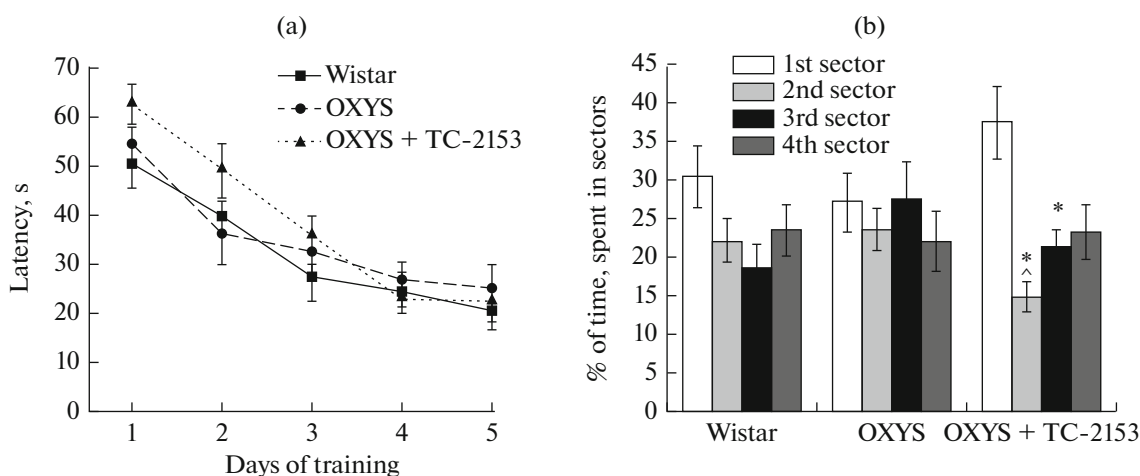 (a)
70
60
50
40
30
20
10
0
Latency, s
1 2 3 4 5
Days of training
Wistar
OXYS
OXYS + TC-2153
(b)
45
40
35
30
25
20
15
10
5
0
% of time, spent in sectors
1st sector
2nd sector
3rd sector
4th sector
*
^
*
Wistar OXYS OXYS + TC-2153